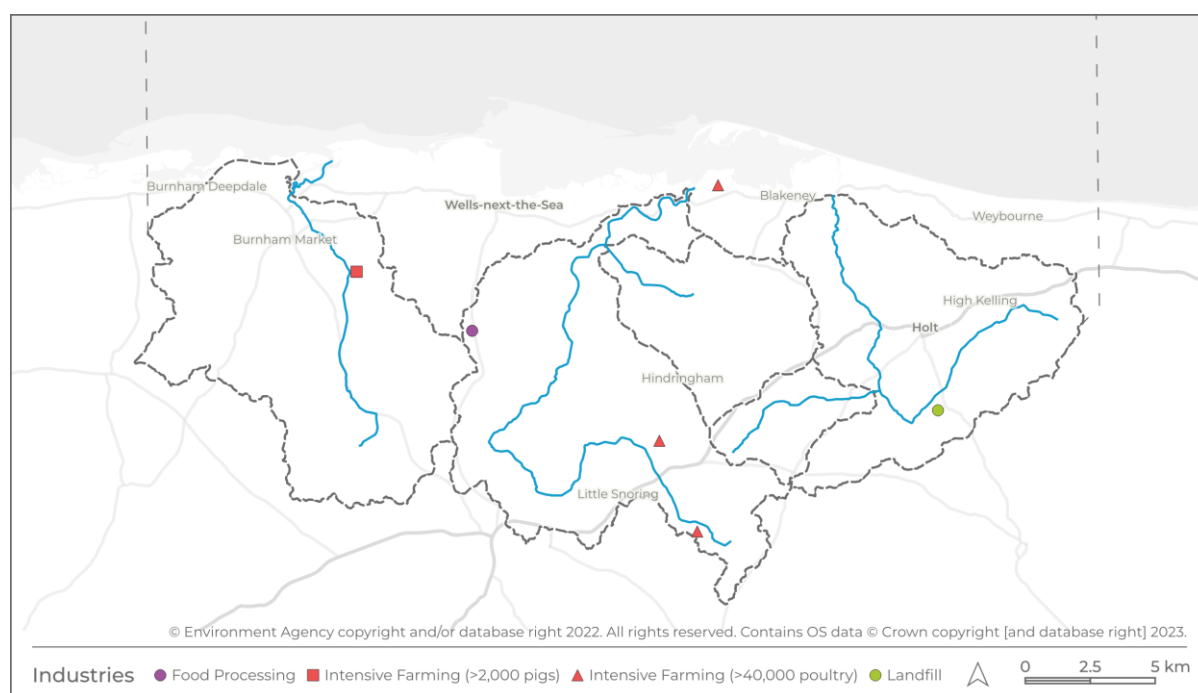 Burnham Deepdale
Blakeney
Wells-next-the-Sea
Weybourne
Burnham Market
High Kelling
Holt
Hindringham
Little Snoring
© Environment Agency copyright and/or database right 2022. All rights reserved. Contains OS data © Crown copyright [and database right] 2023.
Industries Food Processing Intensive Farming (>2,000 pigs) Intensive Farming (>40,000 poultry) Landfill 0 2.5 5 km